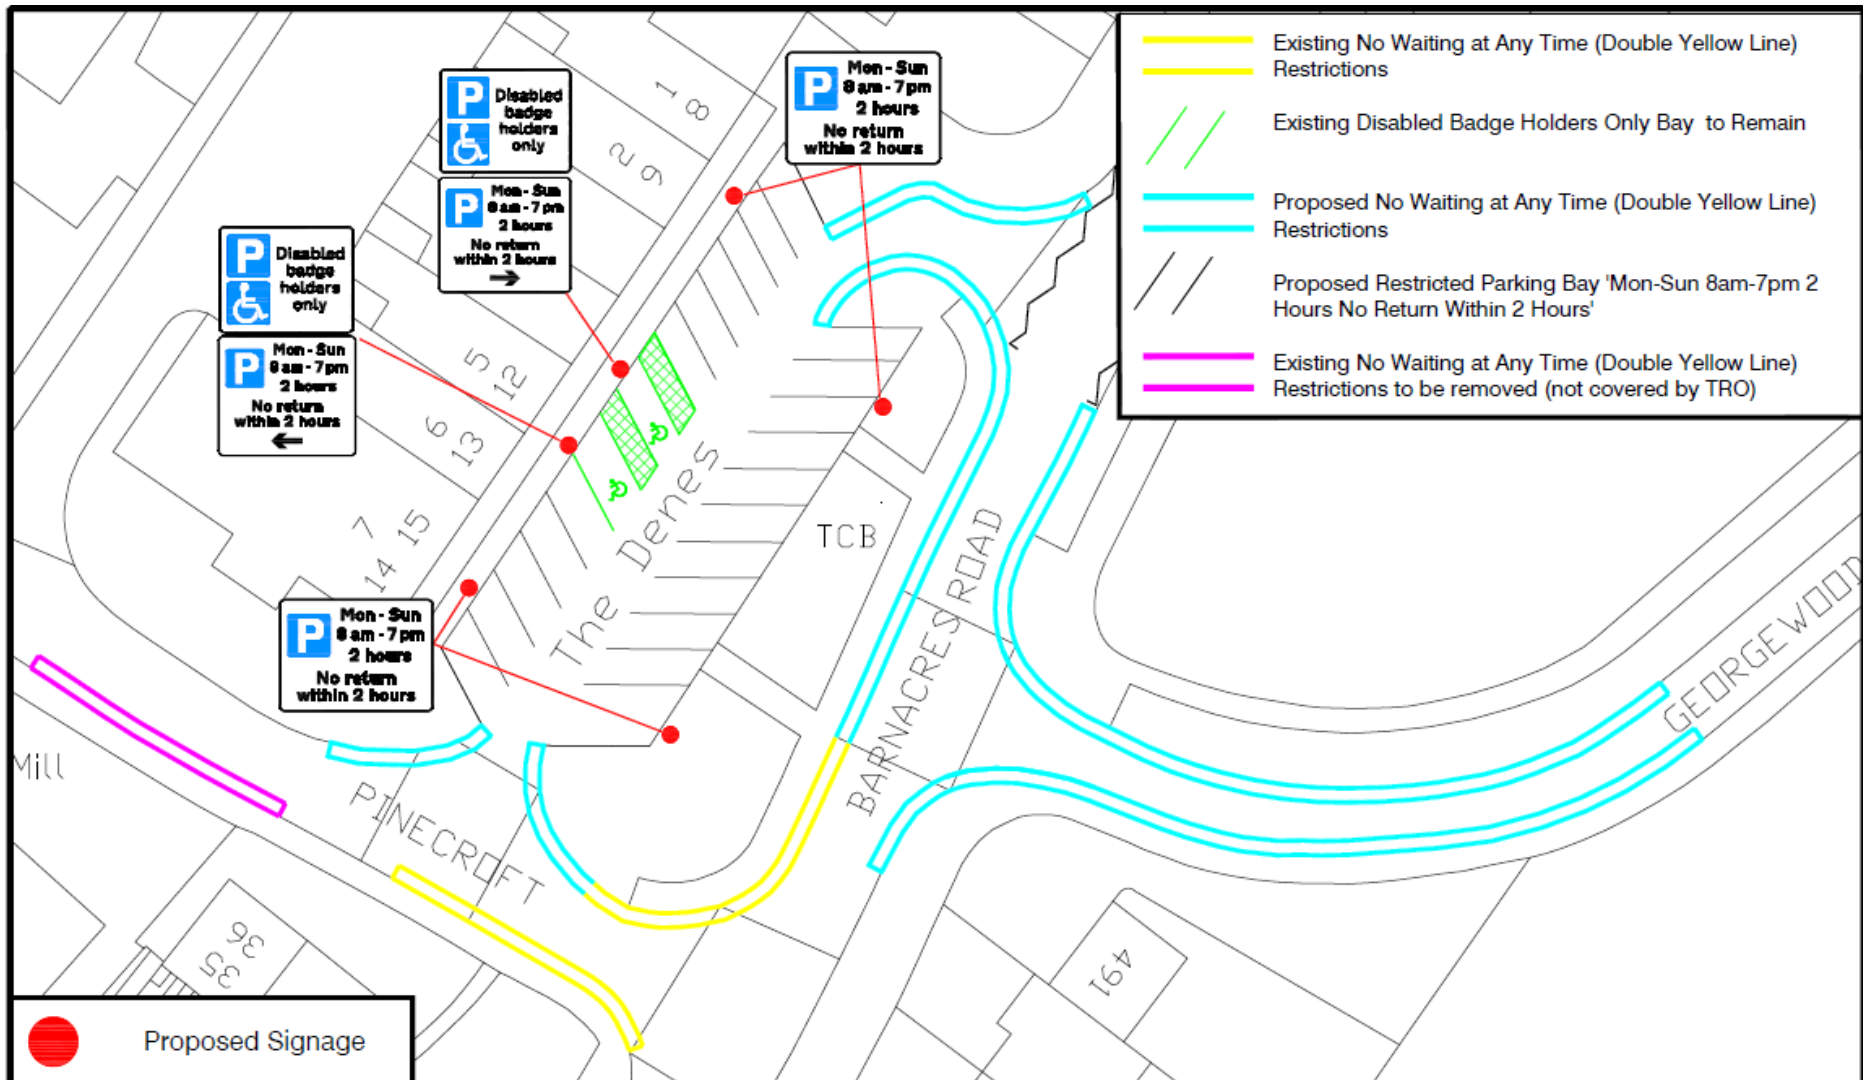 Existing No Waiting at Any Time (Double Yellow Line)
Restrictions
Existing Disabled Badge Holders Only Bay to Remain
Proposed No Waiting at Any Time (Double Yellow Line)
Restrictions
Proposed Restricted Parking Bay 'Mon-Sun 8am-7pm 2
Hours No Return Within 2 Hours'
Existing No Waiting at Any Time (Double Yellow Line)
Restrictions to be removed (not covered by TRO)
P
Mon - Sun
8 am - 7 pm
2 hours
No return
within 2 hours
P
Disabled
badge
holders
only
P
Mon - Sun
8 am - 7 pm
2 hours
No return
within 2 hours
P
Disabled
badge
holders
only
P
Mon - Sun
8 am - 7 pm
2 hours
No return
within 2 hours
P
Mon - Sun
8 am - 7 pm
2 hours
No return
within 2 hours
1
8
2
9
5
12
6
13
7
14
15
The Denes
TCB
BARNACRES ROAD
GEORGEWOOD
Mill
PINECROFT
36
35
491
Proposed Signage